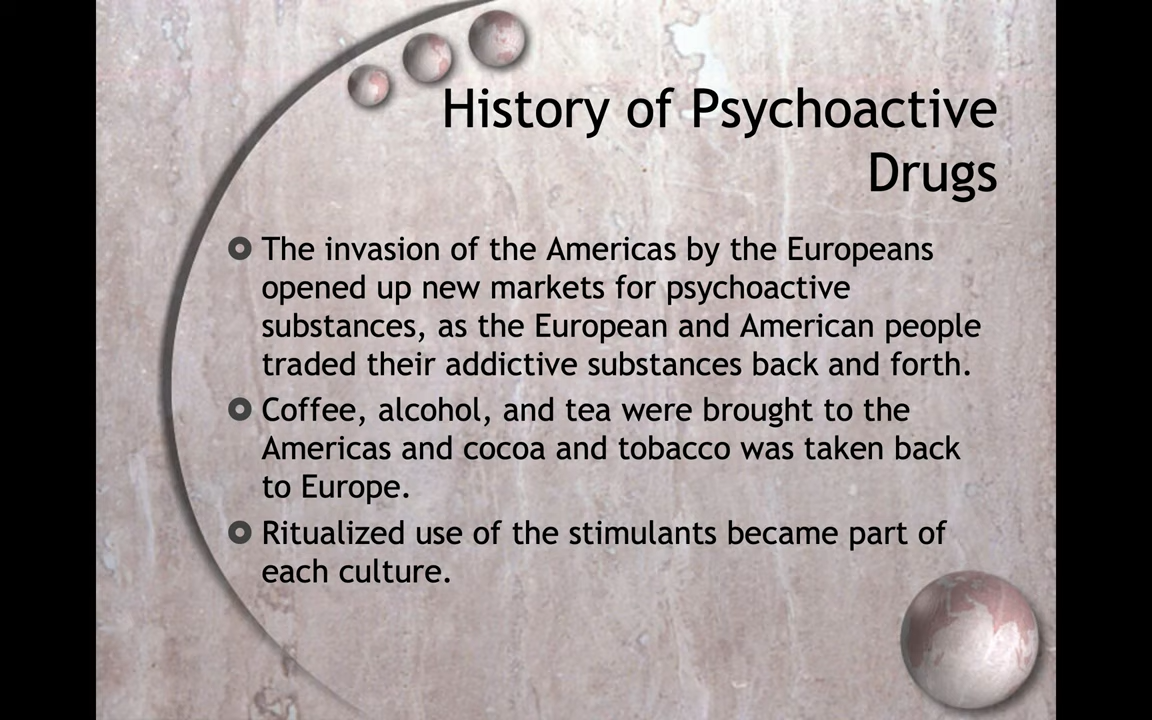 History of Psychoactive
Drugs
The invasion of the Americas by the Europeans
opened up new markets for psychoactive
substances, as the European and American people
traded their addictive substances back and forth.
Coffee, alcohol, and tea were brought to the
Americas and cocoa and tobacco was taken back
to Europe.
Ritualized use of the stimulants became part of
each culture.